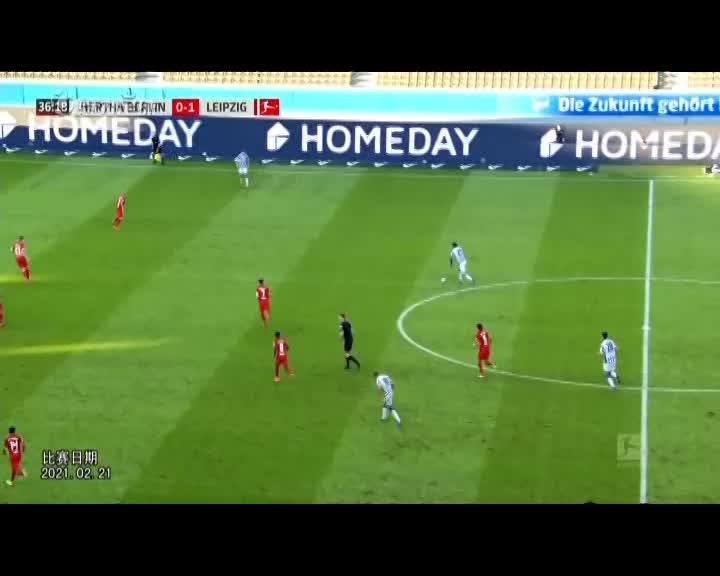 36:18 HERTHA BERLIN 0-1 LEIPZIG
Die Zukunft gehört
HOMEDAY HOMEDAY HOMEDAY
比赛日期
2021.02.21